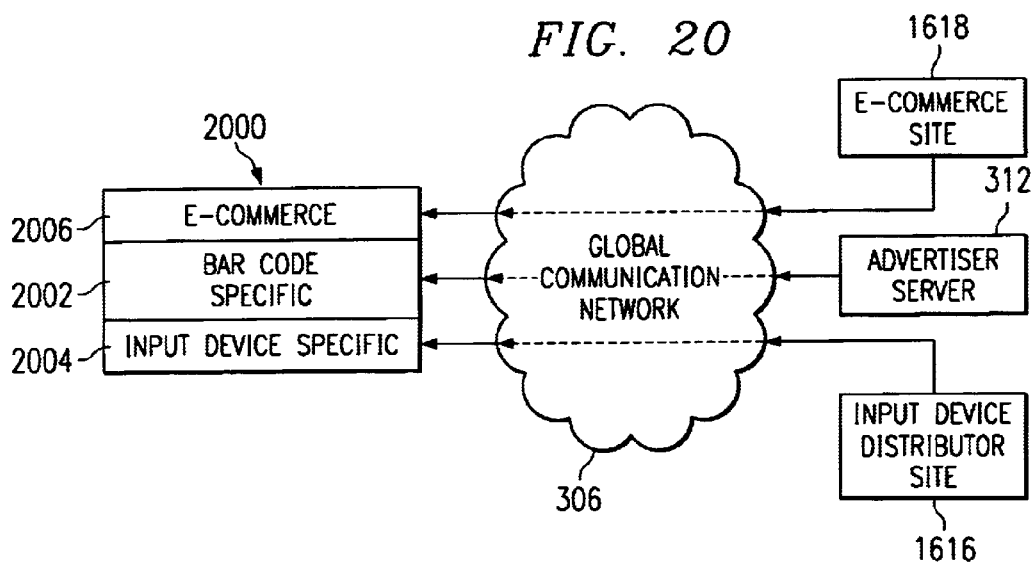 FIG. 20
1618
E-COMMERCE
SITE
2000
312
2006
E-COMMERCE
2002
BAR CODE
SPECIFIC
GLOBAL
COMMUNICATION
NETWORK
ADVERTISER
SERVER
2004
INPUT DEVICE SPECIFIC
INPUT DEVICE
DISTRIBUTOR
SITE
306
1616